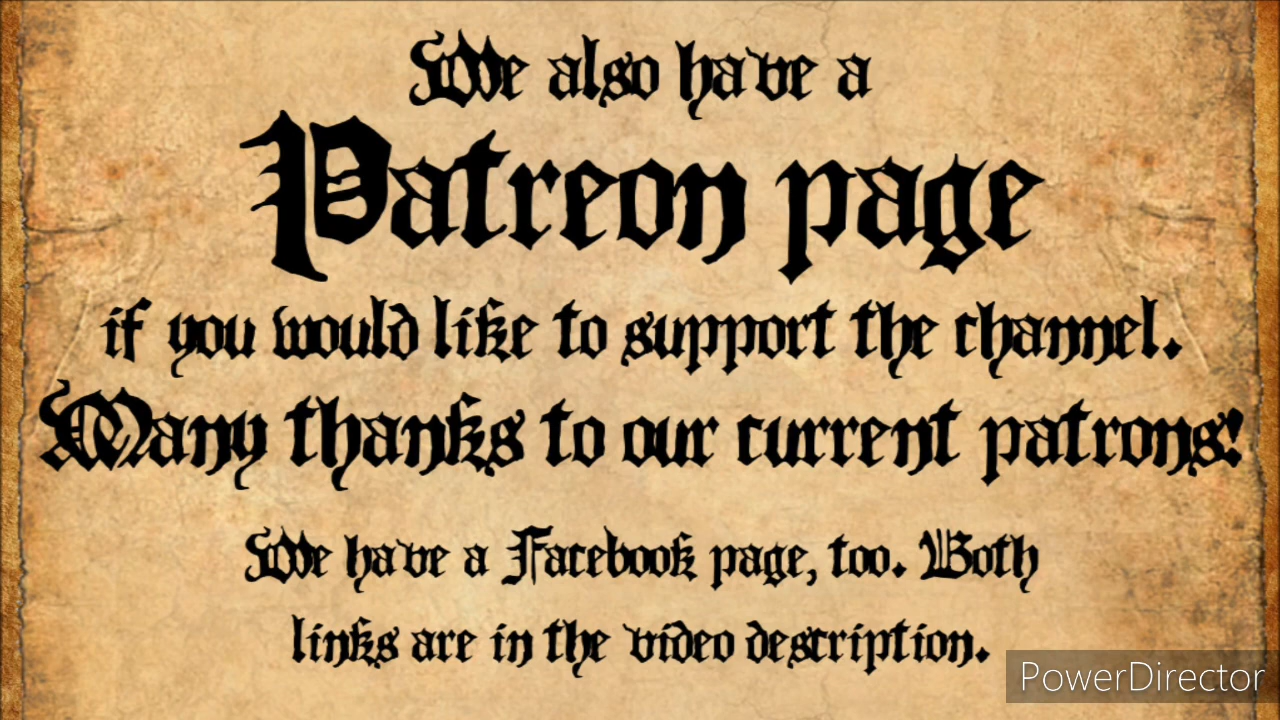 We also have a
Patreon page
if you would like to support the channel.
Many thanks to our current patrons!
We have a Facebook page, too. Both
links are in the video description.
PowerDirector